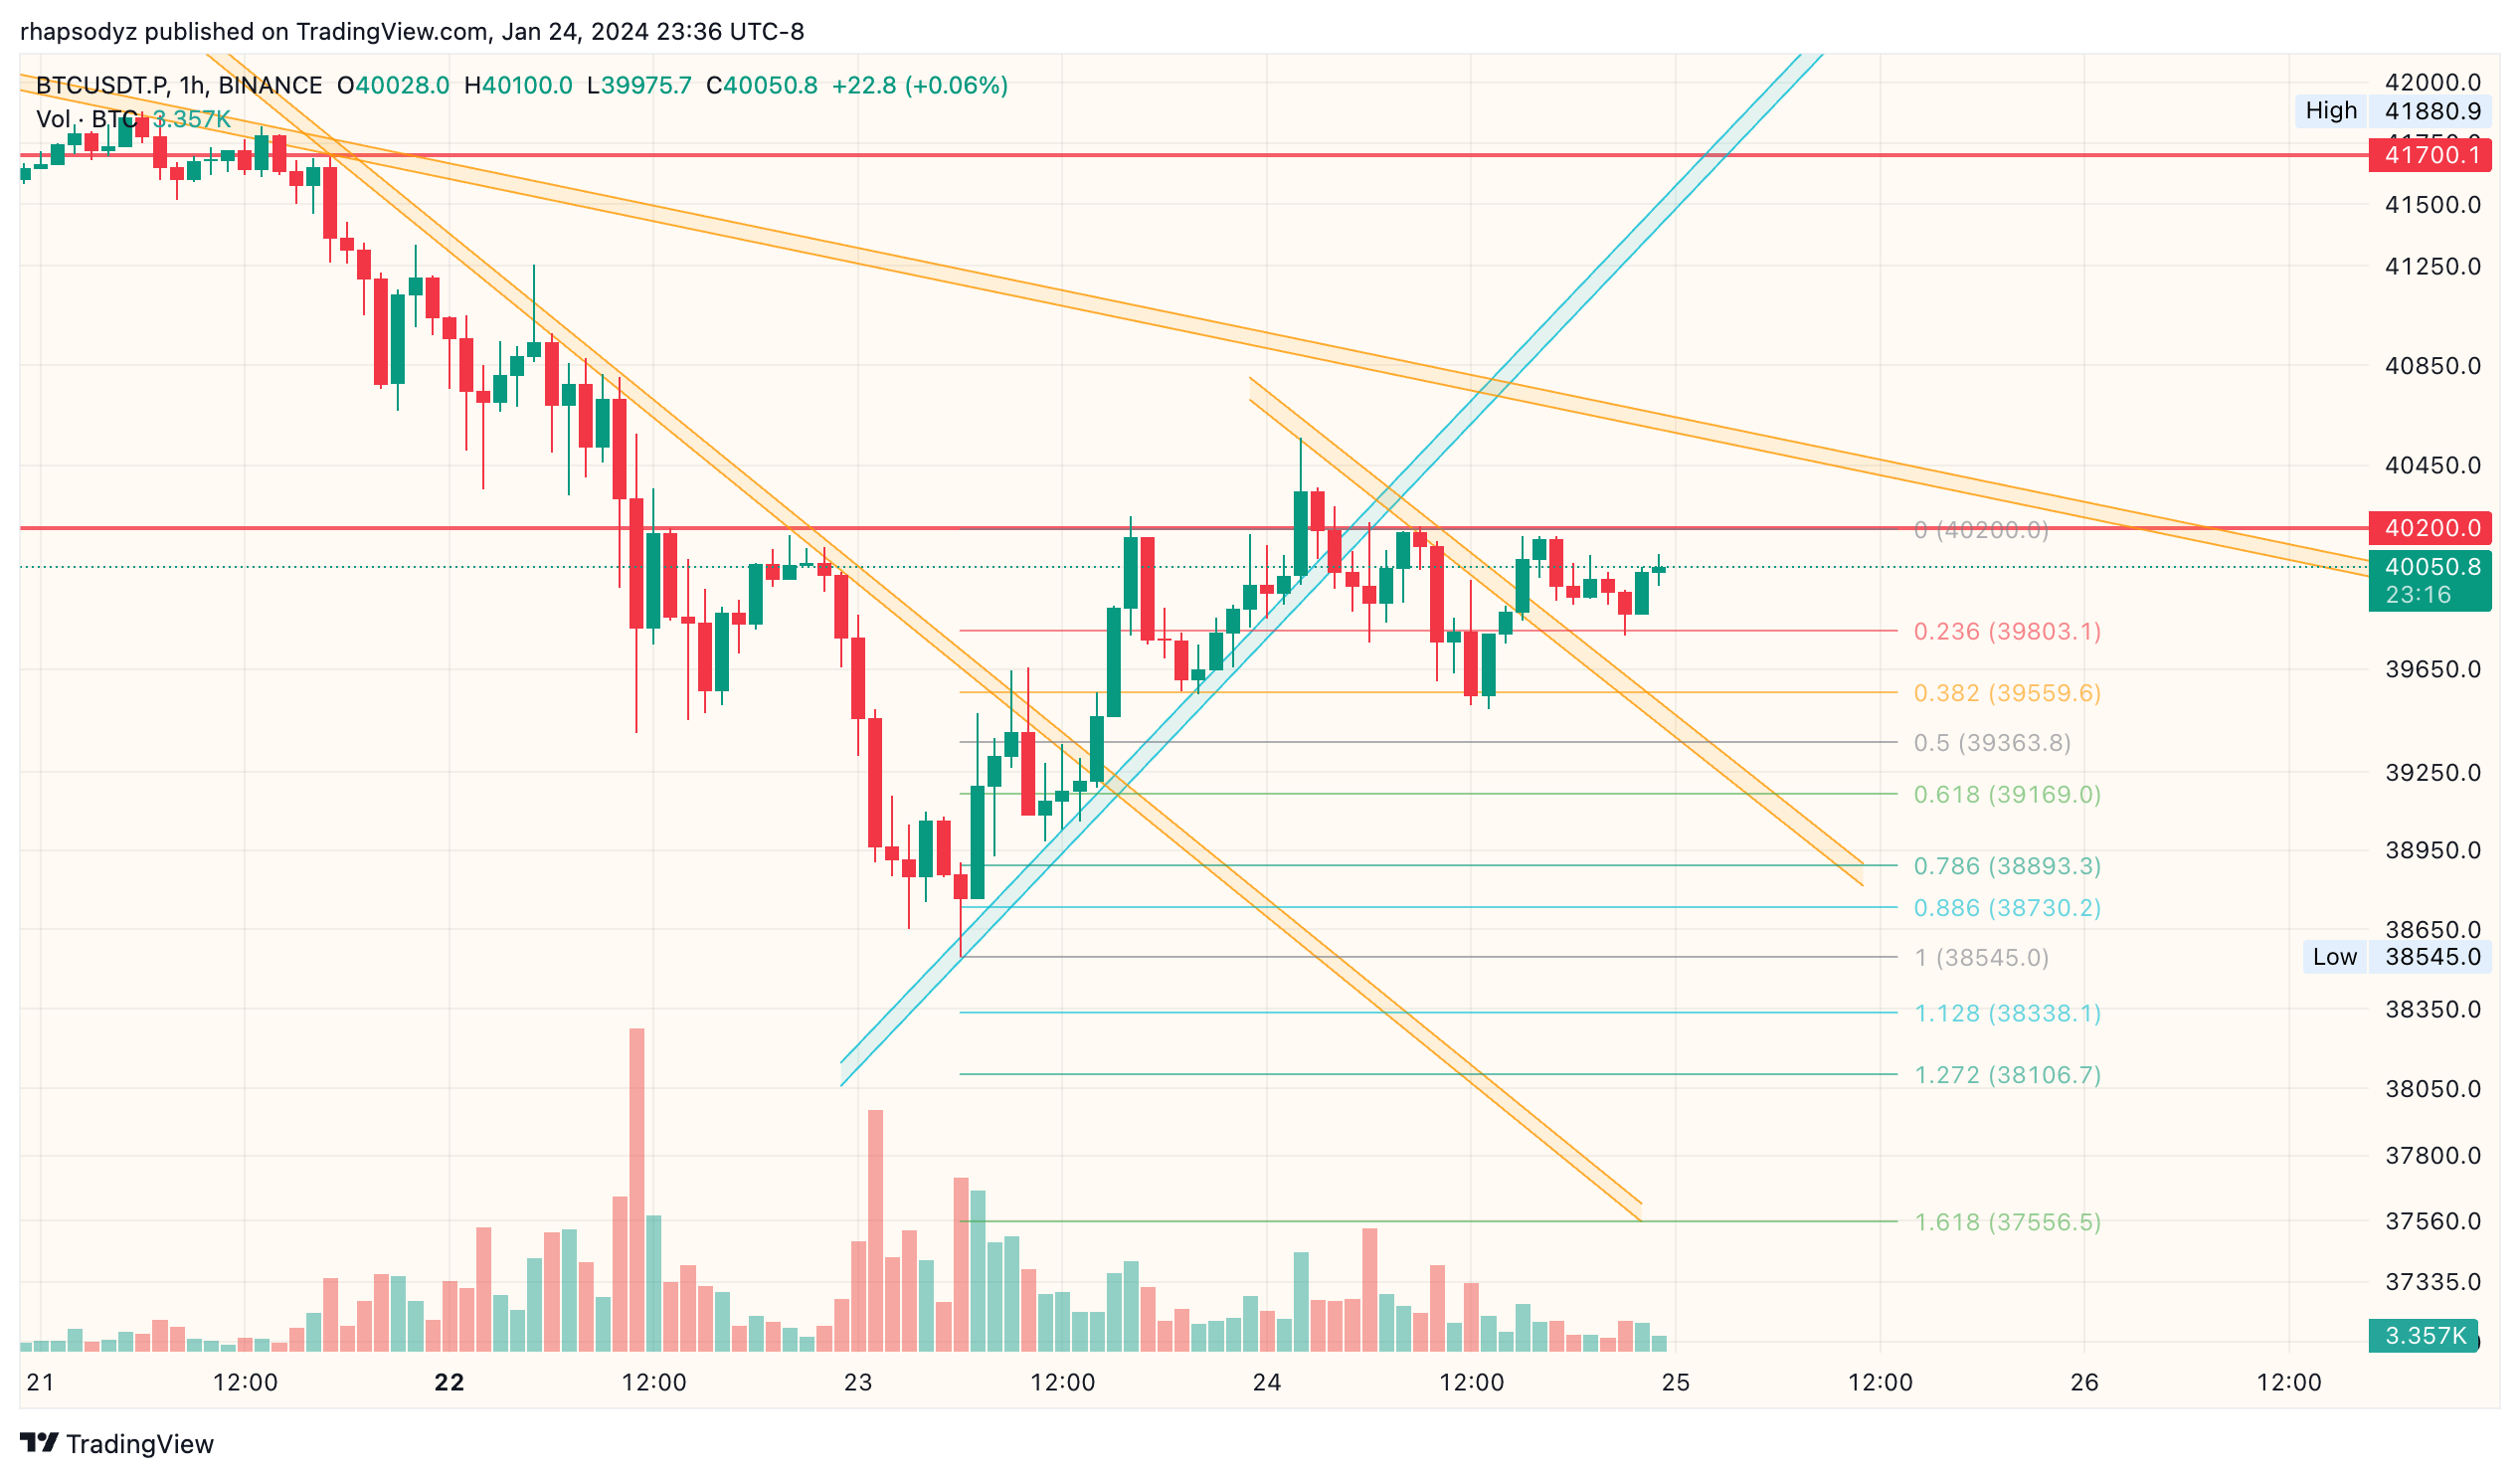 rhapsodyz published on TradingView.com, Jan 24, 2024 23:36 UTC-8
BTCUSDT.P, 1h, BINANCE O40028.0 H40100.0 L39975.7 C40050.8 +22.8 (+0.06%)
Vol · BTC 3.357K
42000.0
High 41880.9
41700.1
41500.0
41250.0
40850.0
40450.0
0 (40200.0) 40200.0
40050.8
23:16
0.236 (39803.1)
39650.0
0.382 (39559.6)
0.5 (39363.8)
39250.0
0.618 (39169.0)
38950.0
0.786 (38893.3)
0.886 (38730.2)
38650.0
1 (38545.0) Low 38545.0
1.128 (38338.1) 38350.0
1.272 (38106.7)
38050.0
37800.0
1.618 (37556.5) 37560.0
37335.0
3.357K
21 12:00 22 12:00 23 12:00 24 12:00 25 12:00 26 12:00
TradingView